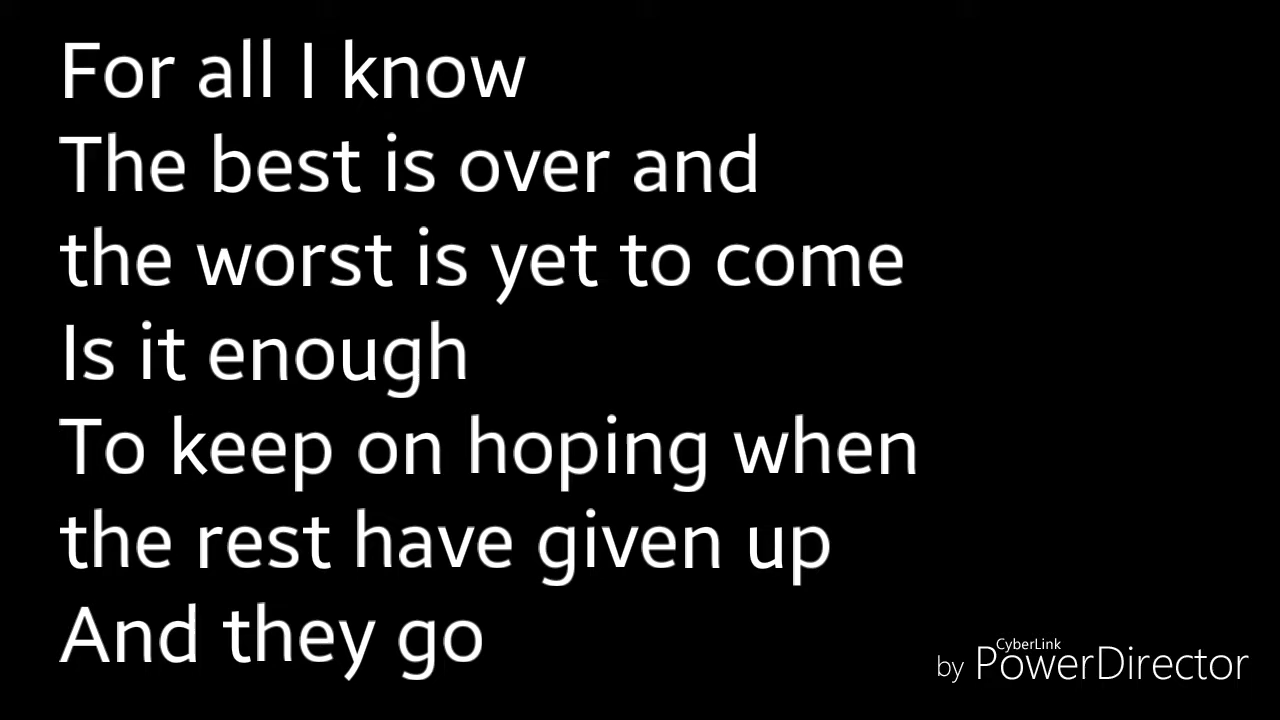 For all I know
The best is over and
the worst is yet to come
Is it enough
To keep on hoping when
the rest have given up
And they go
CyberLink
by PowerDirector